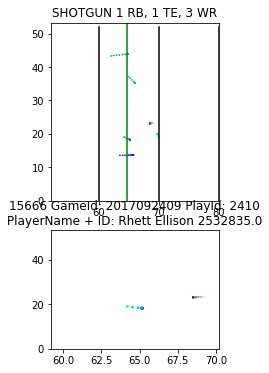 SHOTGUN 1 RB, 1 TE, 3 WR
50
40
30
20
10
0
60 70 80
15666 GameId: 2017092409 PlayId: 2410
PlayerName + ID: Rhett Ellison 2532835.0
40
20
0
60.0 62.5 65.0 67.5 70.0